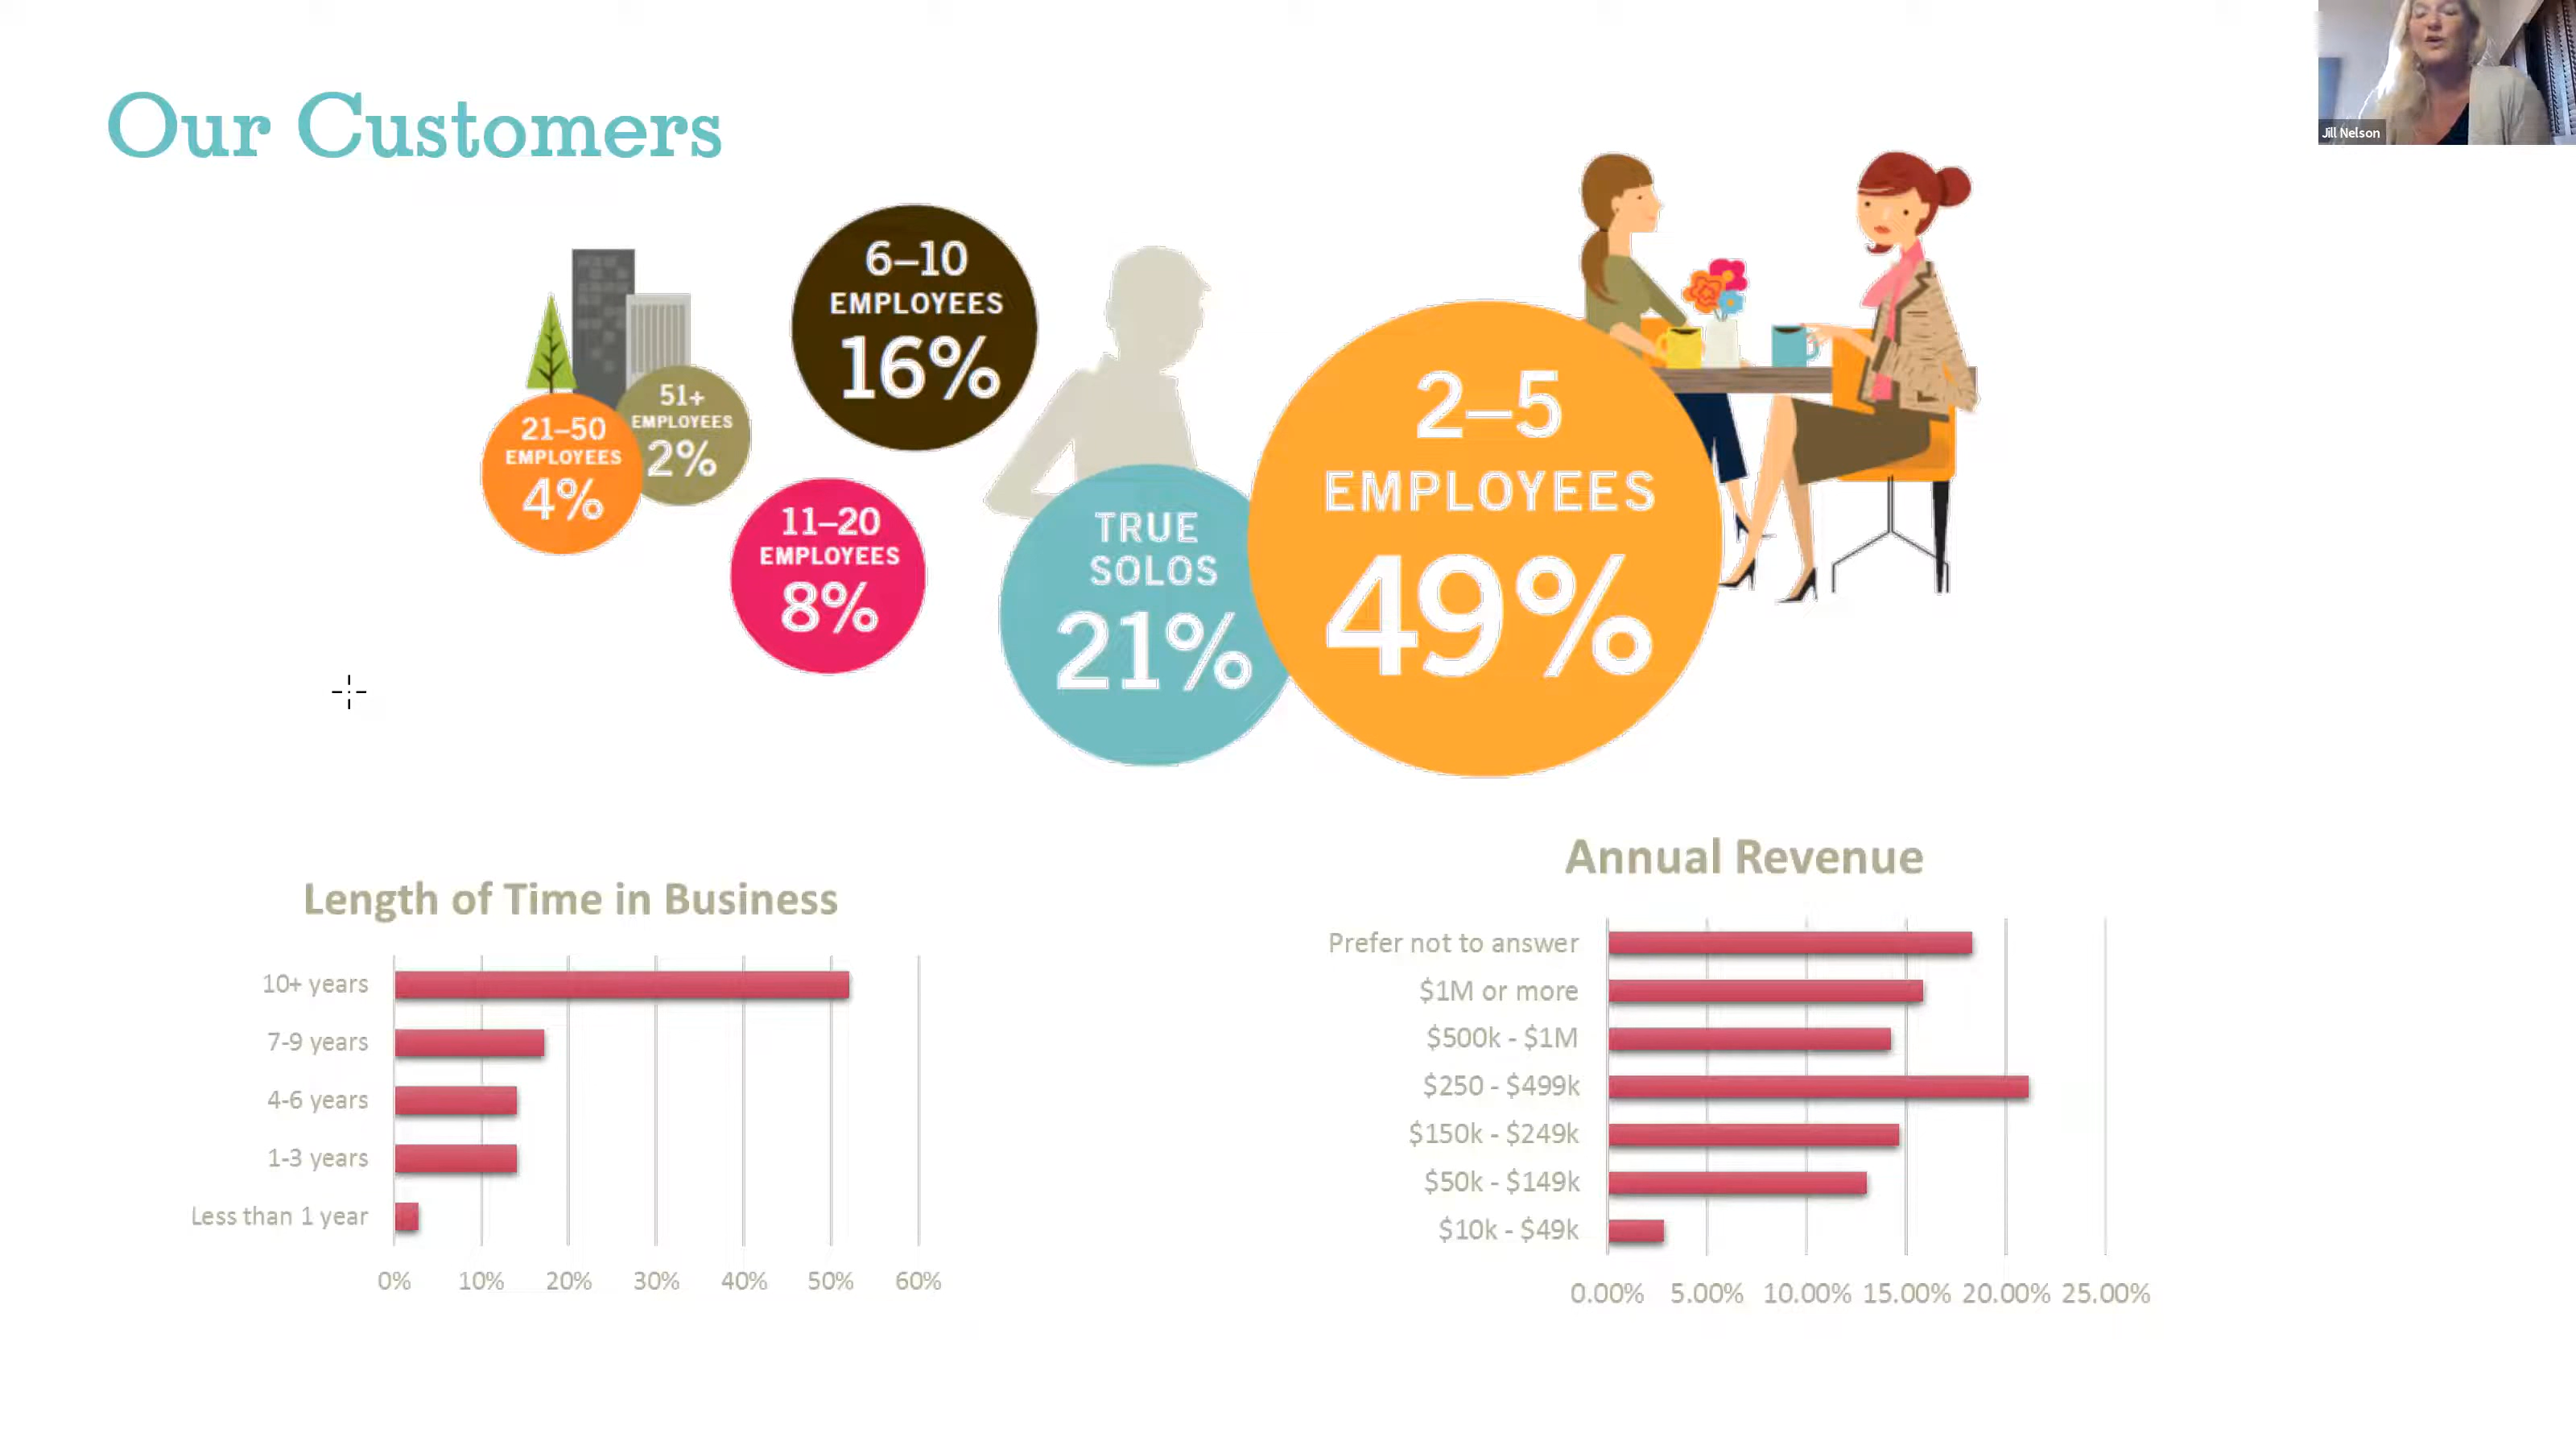 Our Customers
Jill Nelson
6–10
EMPLOYEES
16%
51+
EMPLOYEES
2%
21–50
EMPLOYEES
4%
11–20
EMPLOYEES
8%
TRUE
SOLOS
21%
2–5
EMPLOYEES
49%
Length of Time in Business
10+ years
7-9 years
4-6 years
1-3 years
Less than 1 year
0% 10% 20% 30% 40% 50% 60%
Annual Revenue
Prefer not to answer
$1M or more
$500k - $1M
$250 - $499k
$150k - $249k
$50k - $149k
$10k - $49k
0.00% 5.00% 10.00% 15.00% 20.00% 25.00%